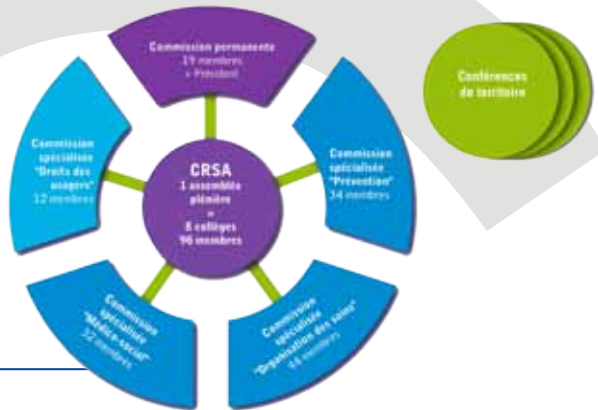 Commission permanente
19 membres
+ Président
Conférences
de territoire
Commission
spécialisée
"Droits des
usagers"
12 membres
CRSA
1 assemblée
plénière
=
8 collèges
96 membres
Commission
spécialisée
"Prévention"
34 membres
Commission
spécialisée
"Médico-social"
32 membres
Commission
spécialisée
"Organisation des soins"
44 membres